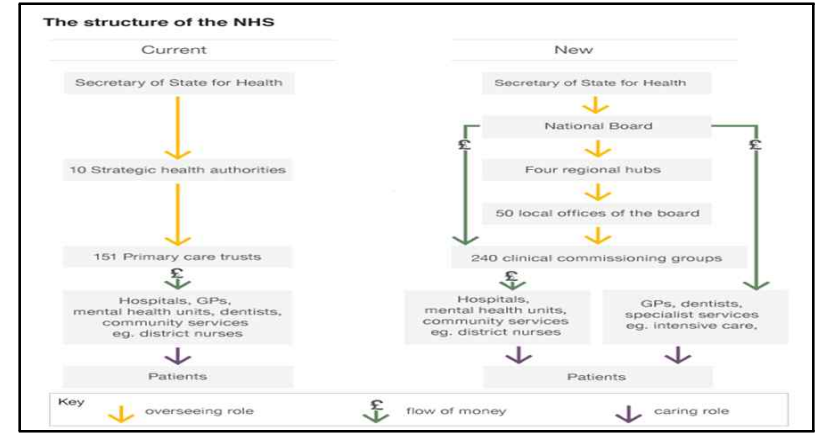 The structure of the NHS
Current
Secretary of State for Health
10 Strategic health authorities
151 Primary care trusts
£
Hospitals, GPs,
mental health units, dentists,
community services
eg. district nurses
Patients
New
Secretary of State for Health
National Board
£
£
Four regional hubs
50 local offices of the board
240 clinical commissioning groups
£
Hospitals,
mental health units,
community services
eg. district nurses
GPs, dentists,
specialist services
eg. intensive care,
Patients
Key
overseeing role
£
flow of money
caring role